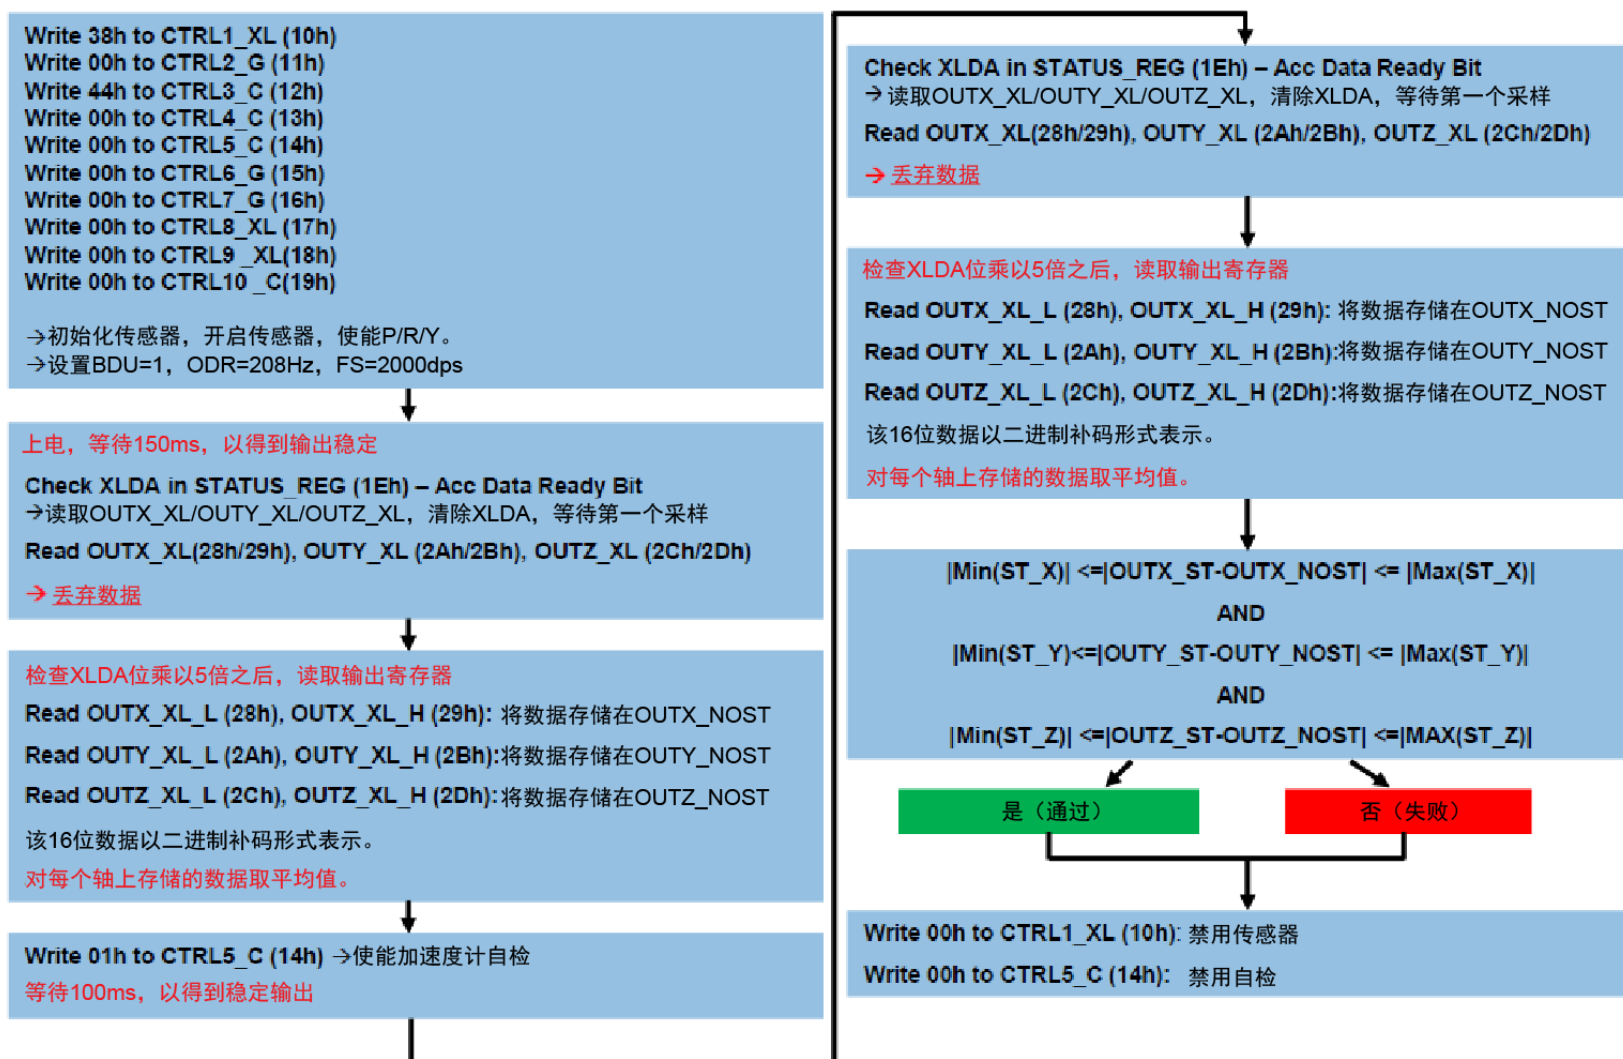 Write 38h to CTRL1_XL (10h)
Write 00h to CTRL2_G (11h)
Write 44h to CTRL3_C (12h)
Write 00h to CTRL4_C (13h)
Write 00h to CTRL5_C (14h)
Write 00h to CTRL6_G (15h)
Write 00h to CTRL7_G (16h)
Write 00h to CTRL8_XL (17h)
Write 00h to CTRL9 _XL(18h)
Write 00h to CTRL10 _C(19h)
→初始化传感器，开启传感器，使能P/R/Y。
→设置BDU=1，ODR=208Hz，FS=2000dps
上电，等待150ms，以得到输出稳定
Check XLDA in STATUS_REG (1Eh) – Acc Data Ready Bit
→读取OUTX_XL/OUTY_XL/OUTZ_XL，清除XLDA，等待第一个采样
Read OUTX_XL(28h/29h), OUTY_XL (2Ah/2Bh), OUTZ_XL (2Ch/2Dh)
→ 丢弃数据
检查XLDA位乘以5倍之后，读取输出寄存器
Read OUTX_XL_L (28h), OUTX_XL_H (29h): 将数据存储在OUTX_NOST
Read OUTY_XL_L (2Ah), OUTY_XL_H (2Bh):将数据存储在OUTY_NOST
Read OUTZ_XL_L (2Ch), OUTZ_XL_H (2Dh):将数据存储在OUTZ_NOST
该16位数据以二进制补码形式表示。
对每个轴上存储的数据取平均值。
Write 01h to CTRL5_C (14h) →使能加速度计自检
等待100ms，以得到稳定输出
Check XLDA in STATUS_REG (1Eh) – Acc Data Ready Bit
→ 读取OUTX_XL/OUTY_XL/OUTZ_XL，清除XLDA，等待第一个采样
Read OUTX_XL(28h/29h), OUTY_XL (2Ah/2Bh), OUTZ_XL (2Ch/2Dh)
→ 丢弃数据
检查XLDA位乘以5倍之后，读取输出寄存器
Read OUTX_XL_L (28h), OUTX_XL_H (29h): 将数据存储在OUTX_NOST
Read OUTY_XL_L (2Ah), OUTY_XL_H (2Bh):将数据存储在OUTY_NOST
Read OUTZ_XL_L (2Ch), OUTZ_XL_H (2Dh):将数据存储在OUTZ_NOST
该16位数据以二进制补码形式表示。
对每个轴上存储的数据取平均值。
|Min(ST_X)| <=|OUTX_ST-OUTX_NOST| <= |Max(ST_X)|
AND
|Min(ST_Y)<=|OUTY_ST-OUTY_NOST| <= |Max(ST_Y)|
AND
|Min(ST_Z)| <=|OUTZ_ST-OUTZ_NOST| <=|MAX(ST_Z)|
是（通过）
否（失败）
Write 00h to CTRL1_XL (10h): 禁用传感器
Write 00h to CTRL5_C (14h): 禁用自检